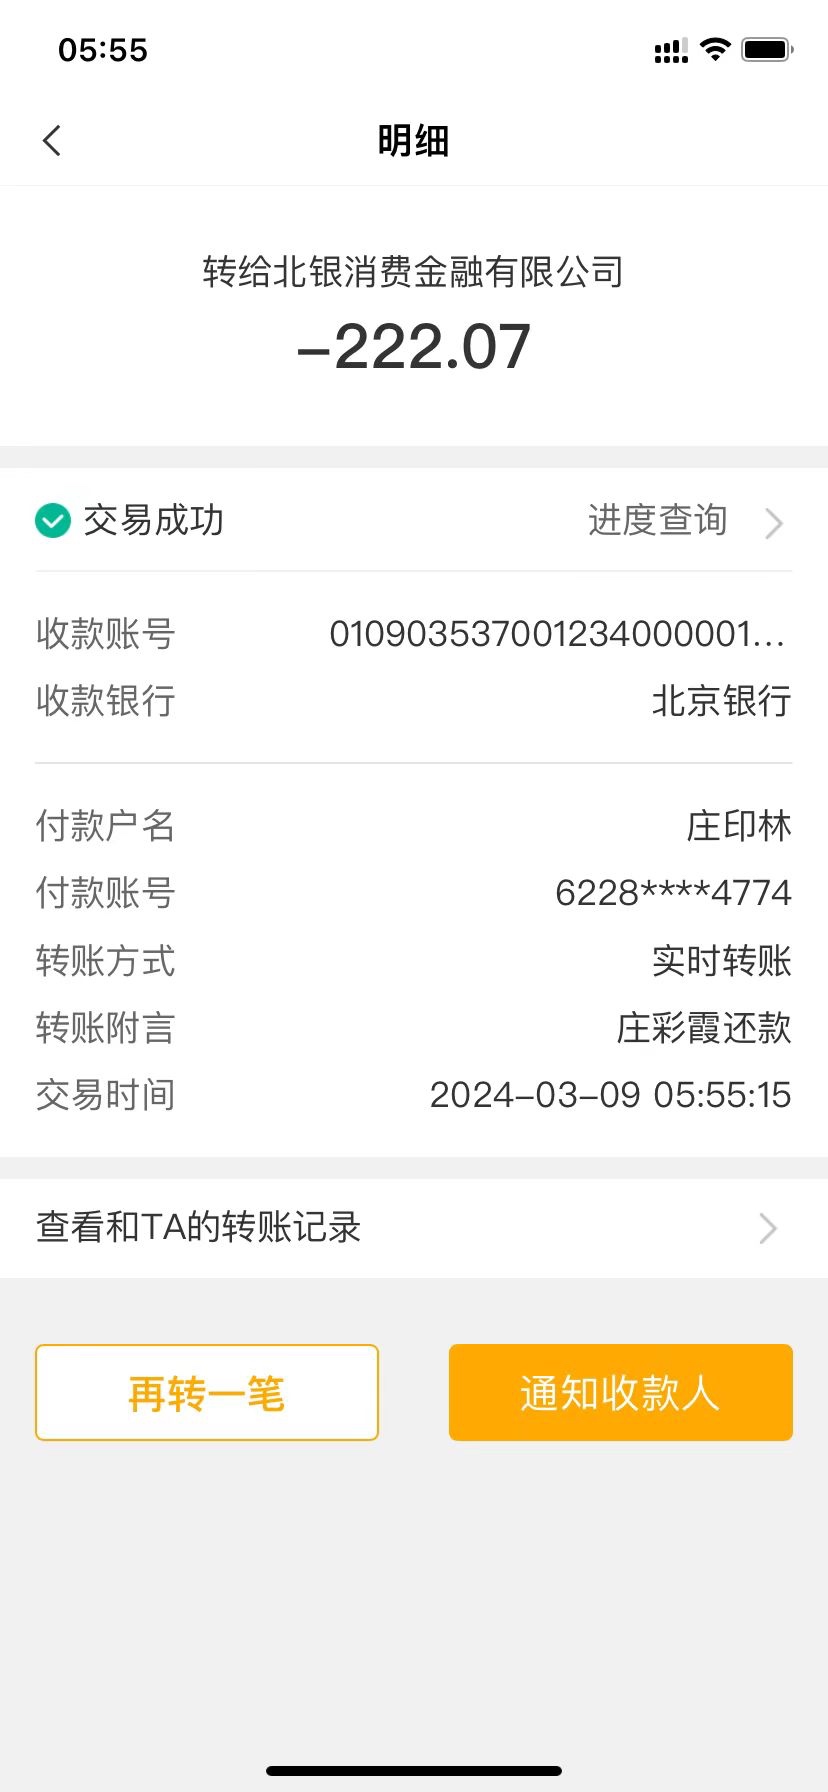 05:55
明细
转给北银消费金融有限公司
-222.07
交易成功 进度查询
收款账号 010903537001234000001...
收款银行 北京银行
付款户名 庄印林
付款账号 6228****4774
转账方式 实时转账
转账附言 庄彩霞还款
交易时间 2024-03-09 05:55:15
查看和TA的转账记录
再转一笔 通知收款人